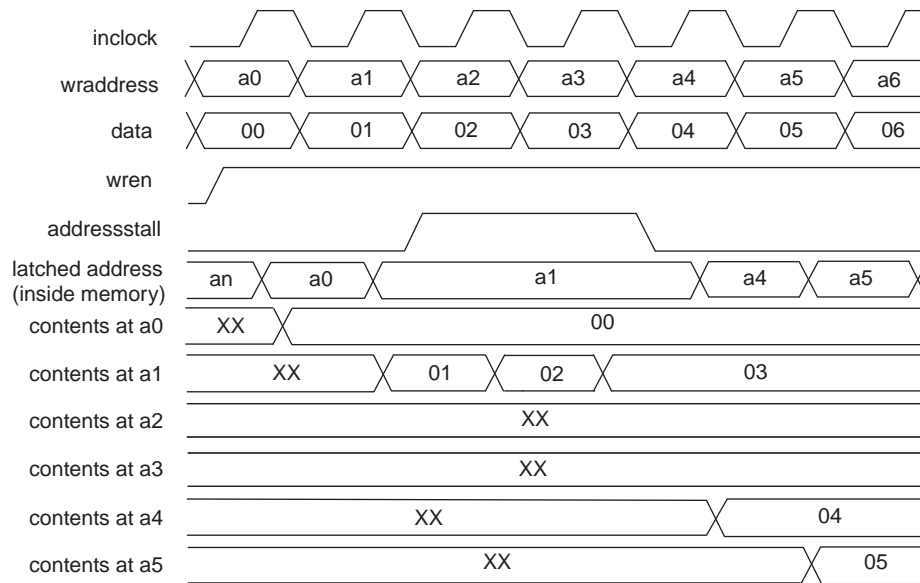 inclock
wraddress a0 a1 a2 a3 a4 a5 a6
data 00 01 02 03 04 05 06
wren
addressstall
latched address
(inside memory) an a0 a1 a4 a5
contents at a0 XX 00
contents at a1 XX 01 02 03
contents at a2 XX
contents at a3 XX
contents at a4 XX 04
contents at a5 XX 05